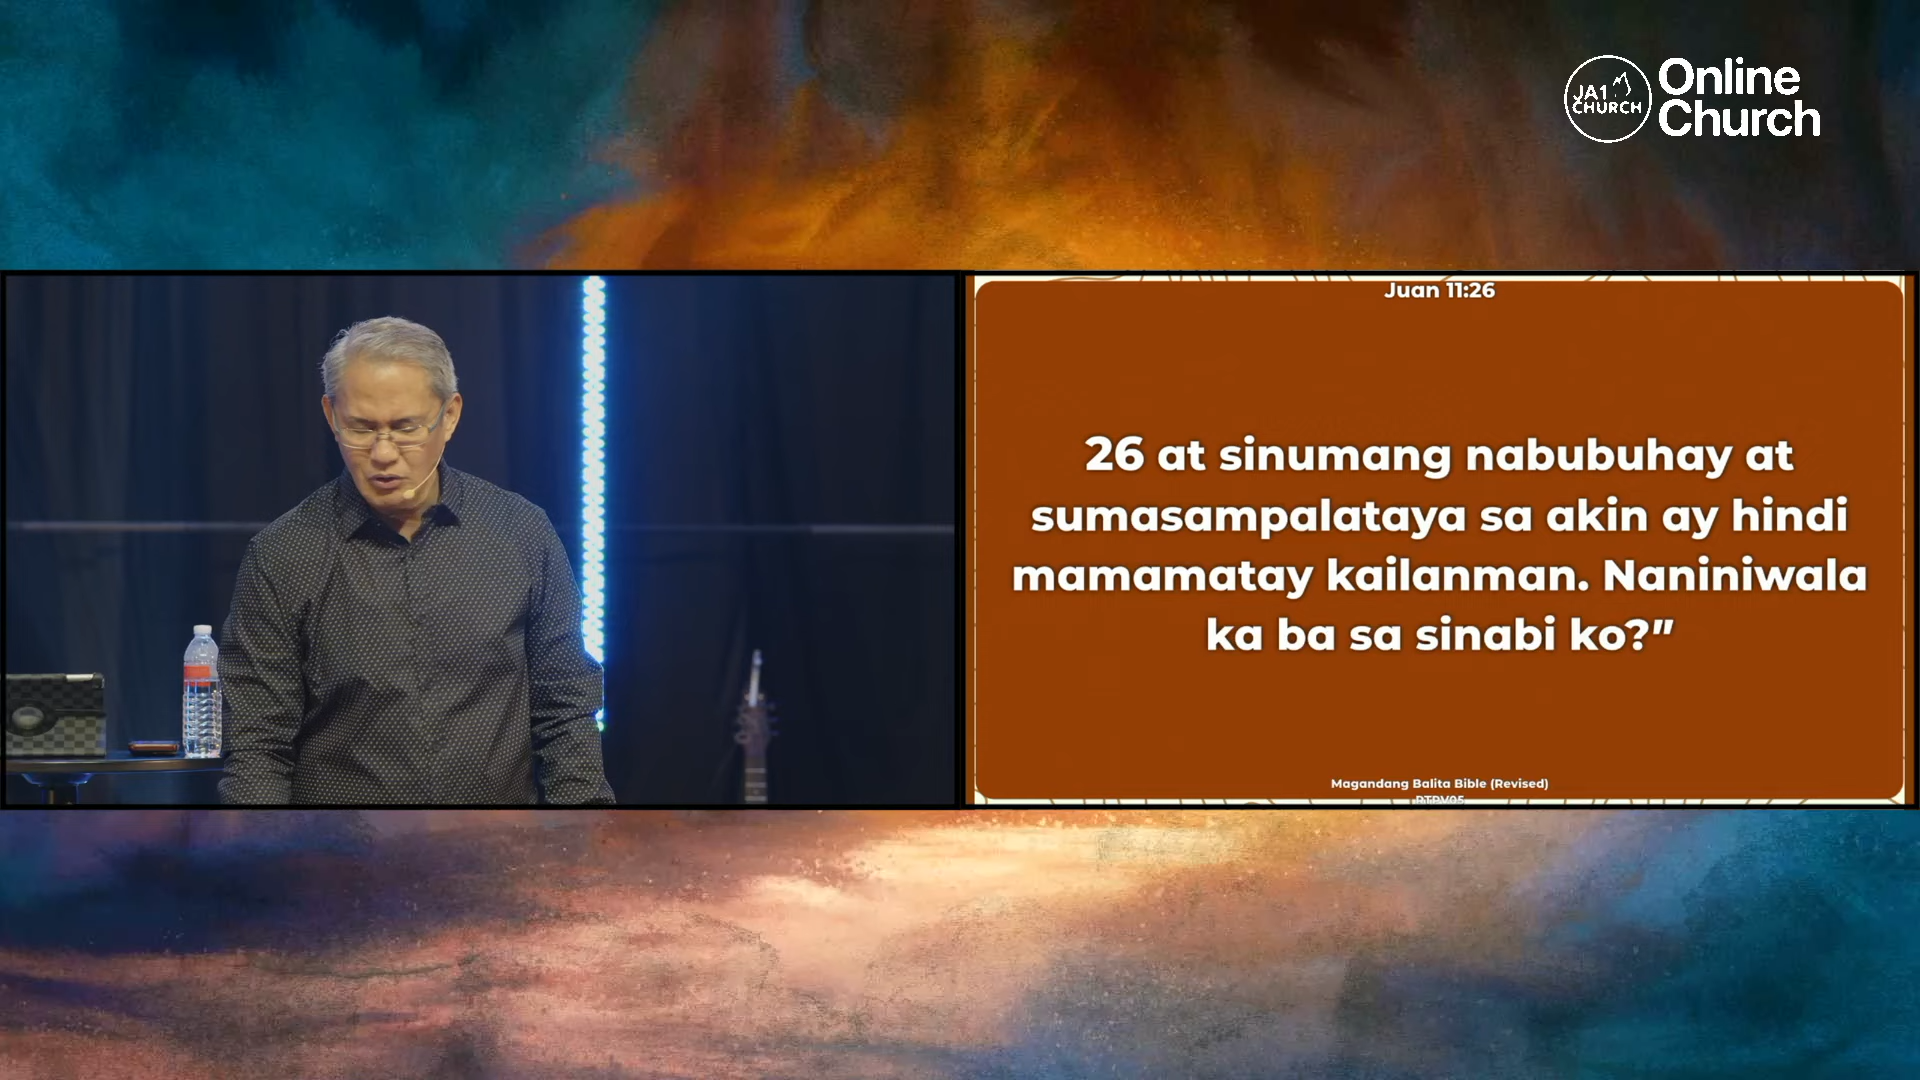 JA1
CHURCH
Online
Church
Juan 11:26
26 at sinumang nabubuhay at
sumasampalataya sa akin ay hindi
mamamatay kailanman. Naniniwala
ka ba sa sinabi ko?”
Magandang Balita Bible (Revised)
RTPV05